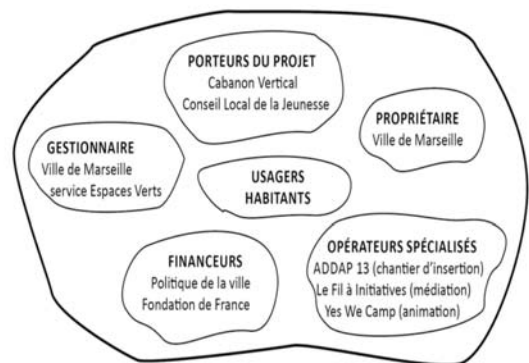 PORTEURS DU PROJET
Cabanon Vertical
Conseil Local de la Jeunesse
PROPRIÉTAIRE
Ville de Marseille
GESTIONNAIRE
Ville de Marseille
service Espaces Verts
USAGERS
HABITANTS
FINANCEURS
Politique de la ville
Fondation de France
OPÉRATEURS SPÉCIALISÉS
ADDAP 13 (chantier d'insertion)
Le Fil à Initiatives (médiation)
Yes We Camp (animation)